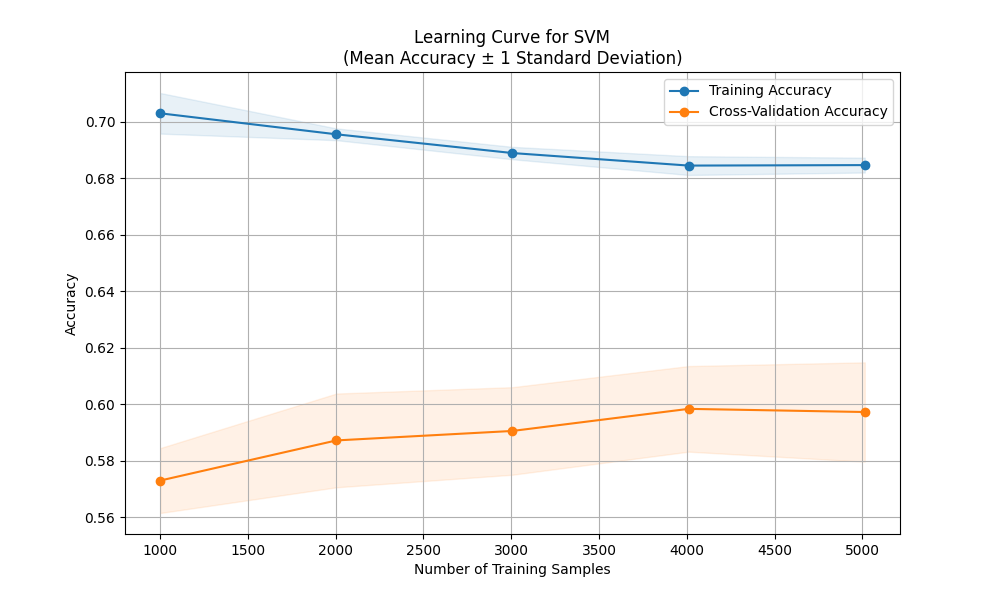 Learning Curve for SVM
(Mean Accuracy ± 1 Standard Deviation)
Training Accuracy
Cross-Validation Accuracy
Accuracy
0.70
0.68
0.66
0.64
0.62
0.60
0.58
0.56
1000 1500 2000 2500 3000 3500 4000 4500 5000
Number of Training Samples